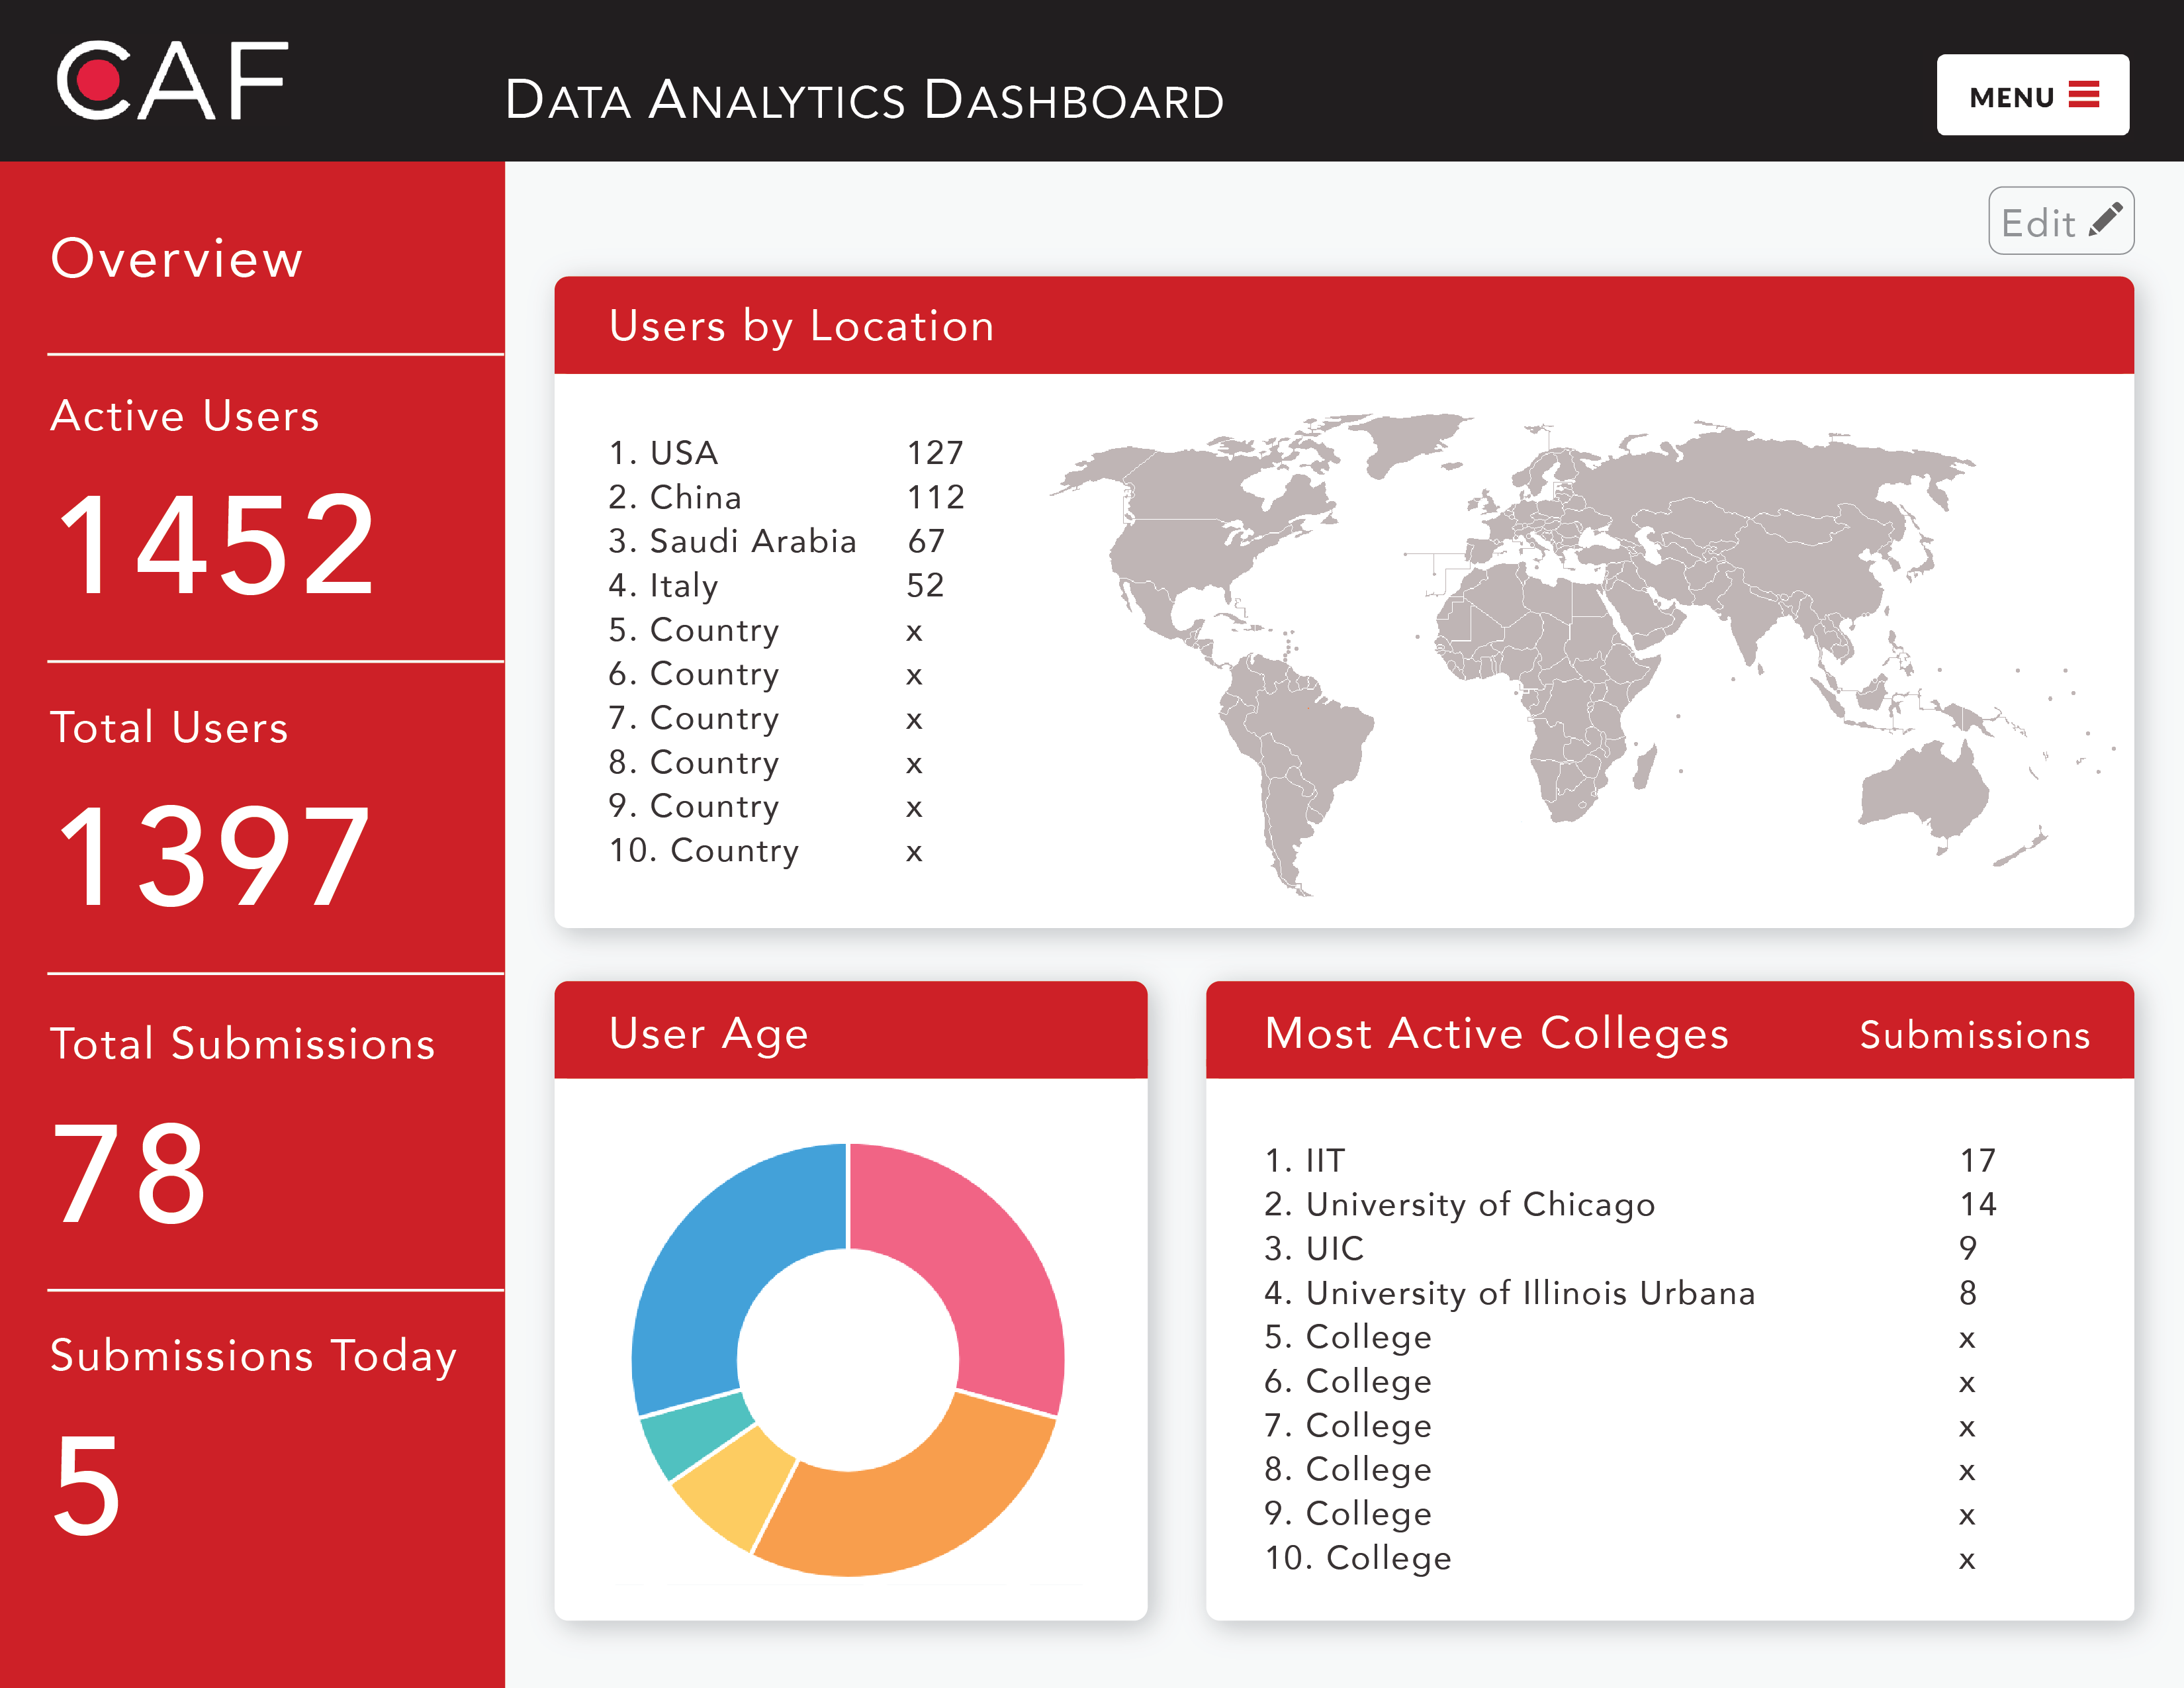 CAF
DATA ANALYTICS DASHBOARD
MENU
Overview
Active Users
1452
Total Users
1397
Total Submissions
78
Submissions Today
5
Edit
Users by Location
1. USA 127
2. China 112
3. Saudi Arabia 67
4. Italy 52
5. Country x
6. Country x
7. Country x
8. Country x
9. Country x
10. Country x
User Age
Most Active Colleges Submissions
1. IIT 17
2. University of Chicago 14
3. UIC 9
4. University of Illinois Urbana 8
5. College x
6. College x
7. College x
8. College x
9. College x
10. College x